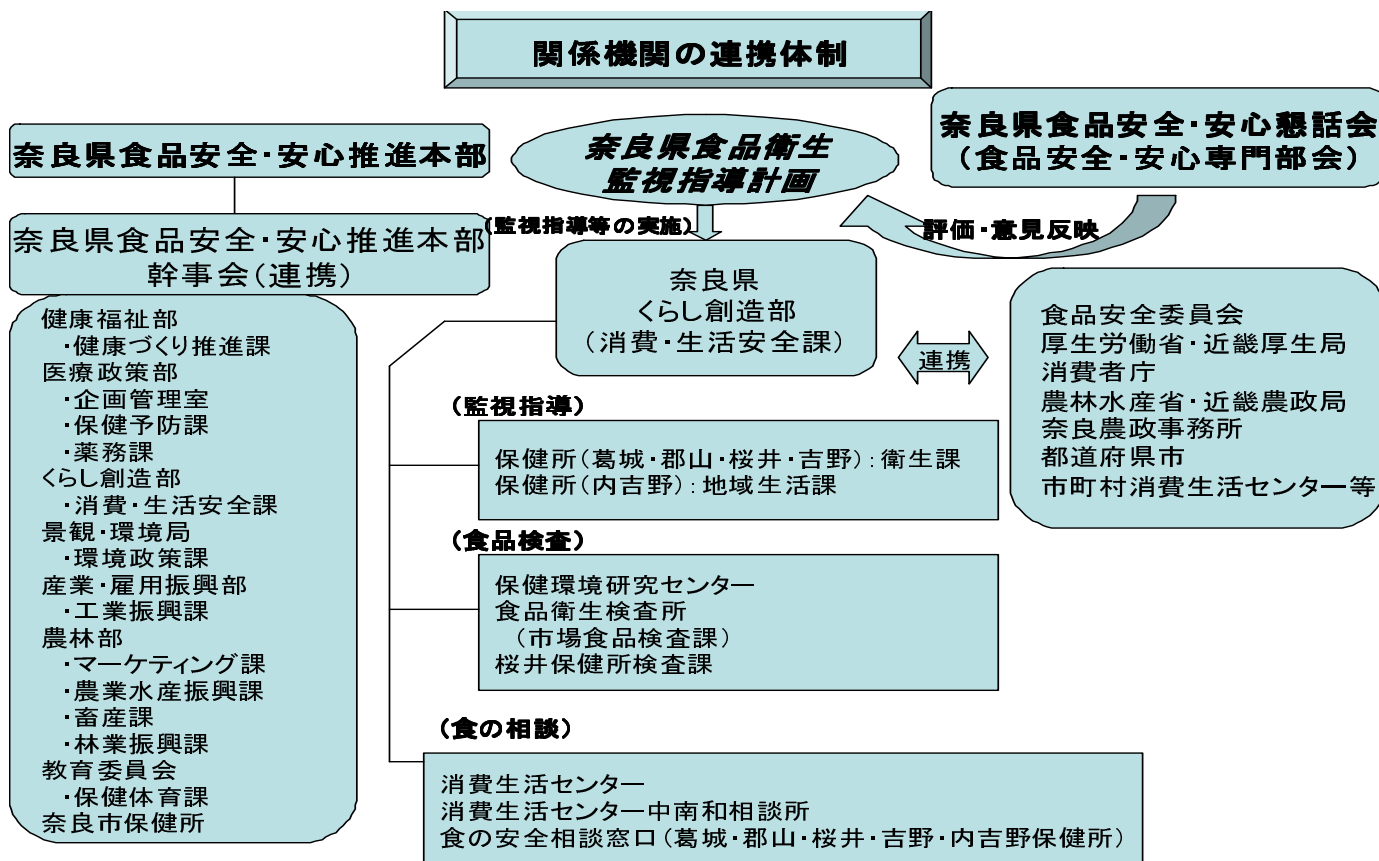 関係機関の連携体制
奈良県食品安全・安心推進本部
奈良県食品安全・安心推進本部
幹事会(連携)
健康福祉部
・健康づくり推進課
医療政策部
・企画管理室
・保健予防課
・薬務課
くらし創造部
・消費・生活安全課
景観・環境局
・環境政策課
産業・雇用振興部
・工業振興課
農林部
・マーケティング課
・農業水産振興課
・畜産課
・林業振興課
教育委員会
・保健体育課
奈良市保健所
奈良県食品衛生
監視指導計画
(監視指導等の実施)
奈良県
くらし創造部
(消費・生活安全課)
奈良県食品安全・安心懇話会
(食品安全・安心専門部会)
評価・意見反映
連携
食品安全委員会
厚生労働省・近畿厚生局
消費者庁
農林水産省・近畿農政局
奈良農政事務所
都道府県市
市町村消費生活センター等
(監視指導)
保健所(葛城・郡山・桜井・吉野):衛生課
保健所(内吉野):地域生活課
(食品検査)
保健環境研究センター
食品衛生検査所
(市場食品検査課)
桜井保健所検査課
(食の相談)
消費生活センター
消費生活センター中南和相談所
食の安全相談窓口(葛城・郡山・桜井・吉野・内吉野保健所)